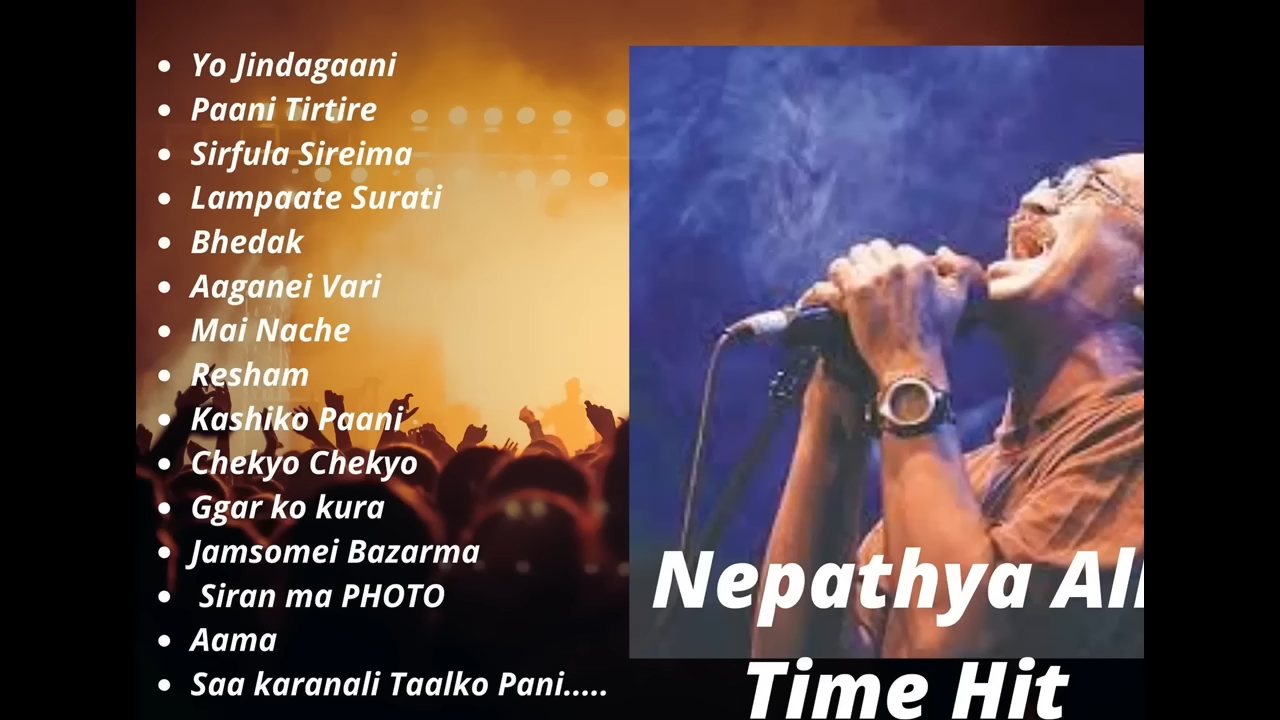 Yo Jindagaani
Paani Tirtire
Sirfula Sireima
Lampaate Surati
Bhedak
Aaganei Vari
Mai Nache
Resham
Kashiko Paani
Chekyo Chekyo
Ggar ko kura
Jamsomei Bazarma
Siran ma PHOTO
Aama
Saa karanali Taalko Pani.....
Nepathya All
Time Hit